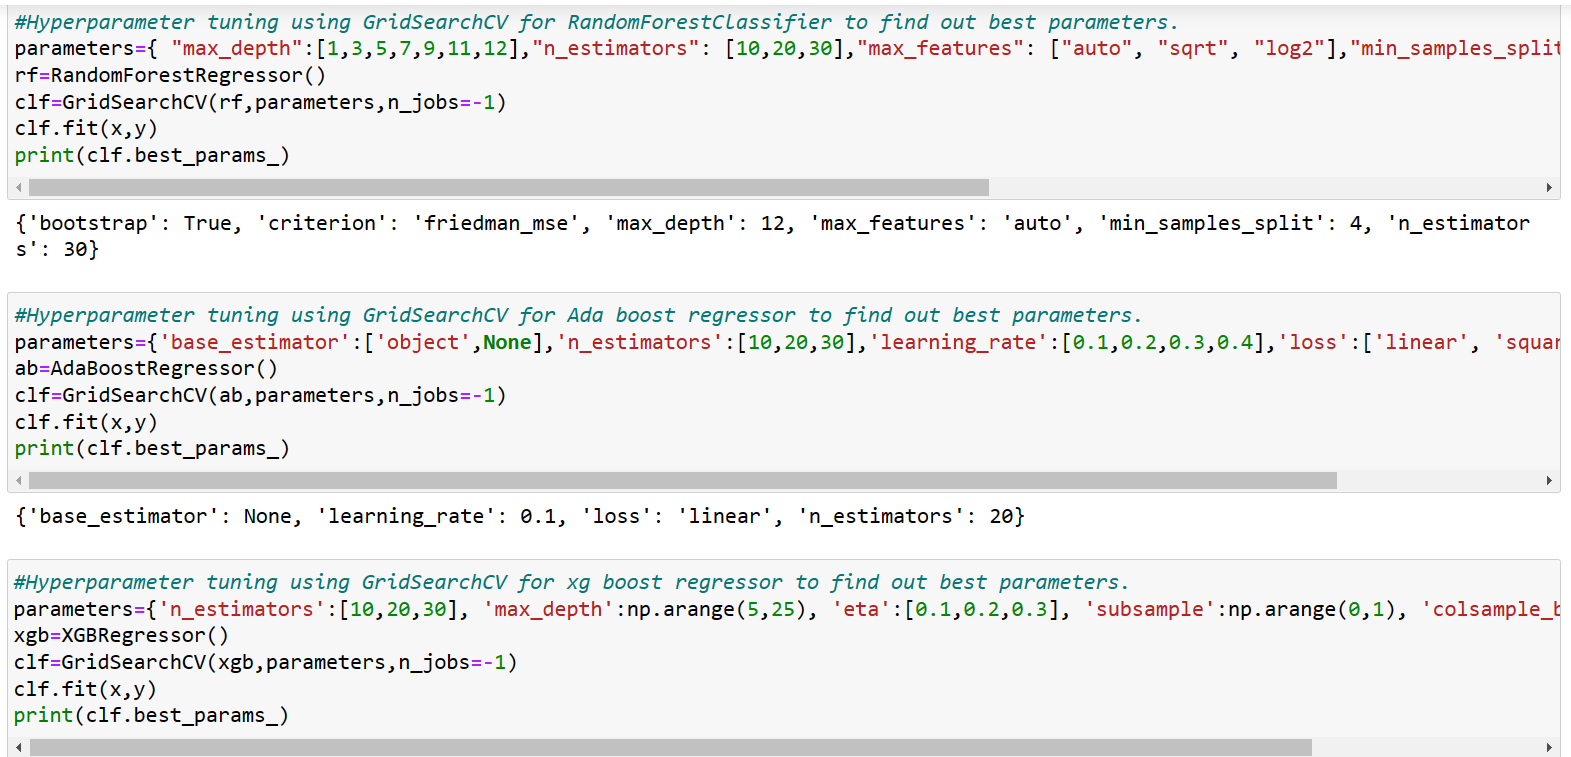 #Hyperparameter tuning using GridSearchCV for RandomForestClassifier to find out best parameters.
parameters={ "max_depth":[1,3,5,7,9,11,12],"n_estimators": [10,20,30],"max_features": ["auto", "sqrt", "log2"],"min_samples_split
rf=RandomForestRegressor()
clf=GridSearchCV(rf,parameters,n_jobs=-1)
clf.fit(x,y)
print(clf.best_params_)
{'bootstrap': True, 'criterion': 'friedman_mse', 'max_depth': 12, 'max_features': 'auto', 'min_samples_split': 4, 'n_estimator
s': 30}
#Hyperparameter tuning using GridSearchCV for Ada boost regressor to find out best parameters.
parameters={'base_estimator':['object',None],'n_estimators':[10,20,30],'learning_rate':[0.1,0.2,0.3,0.4],'loss':['linear', 'squar
ab=AdaBoostRegressor()
clf=GridSearchCV(ab,parameters,n_jobs=-1)
clf.fit(x,y)
print(clf.best_params_)
{'base_estimator': None, 'learning_rate': 0.1, 'loss': 'linear', 'n_estimators': 20}
#Hyperparameter tuning using GridSearchCV for xg boost regressor to find out best parameters.
parameters={'n_estimators':[10,20,30], 'max_depth':np.arange(5,25), 'eta':[0.1,0.2,0.3], 'subsample':np.arange(0,1), 'colsample_b
xgb=XGBRegressor()
clf=GridSearchCV(xgb,parameters,n_jobs=-1)
clf.fit(x,y)
print(clf.best_params_)